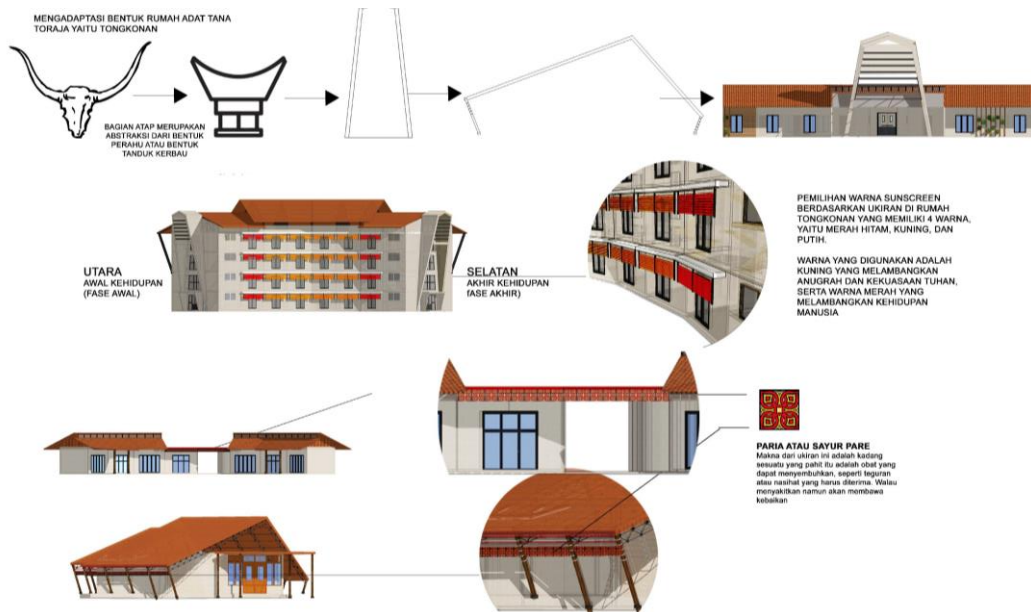 MENGADAPTASI BENTUK RUMAH ADAT TANA
TORAJA YAITU TONGKONAN
BAGIAN ATAP MERUPAKAN
ABSTRAKSI DARI BENTUK
PERAHU ATAU BENTUK
TANDUK KERBAU
PEMILIHAN WARNA SUNSCREEN
BERDASARKAN UKIRAN DI RUMAH
TONGKONAN YANG MEMILIKI 4 WARNA,
YAITU MERAH HITAM, KUNING, DAN
PUTIH.
WARNA YANG DIGUNAKAN ADALAH
KUNING YANG MELAMBANGKAN
ANUGRAH DAN KEKUASAAN TUHAN,
SERTA WARNA MERAH YANG
MELAMBANGKAN KEHIDUPAN
MANUSIA
UTARA
AWAL KEHIDUPAN
(FASE AWAL)
SELATAN
AKHIR KEHIDUPAN
fASE AKHIR)
PARIA ATAU SAYUR PARE
Makna dari ukiran ini adalah kadang
sesuatu yang pahit itu adalah obat yang
dapat menyembuhkan, seperti teguran
atau nasihat yang harus diterima. Walau
menyakitkan namun akan membawa
kebaikan